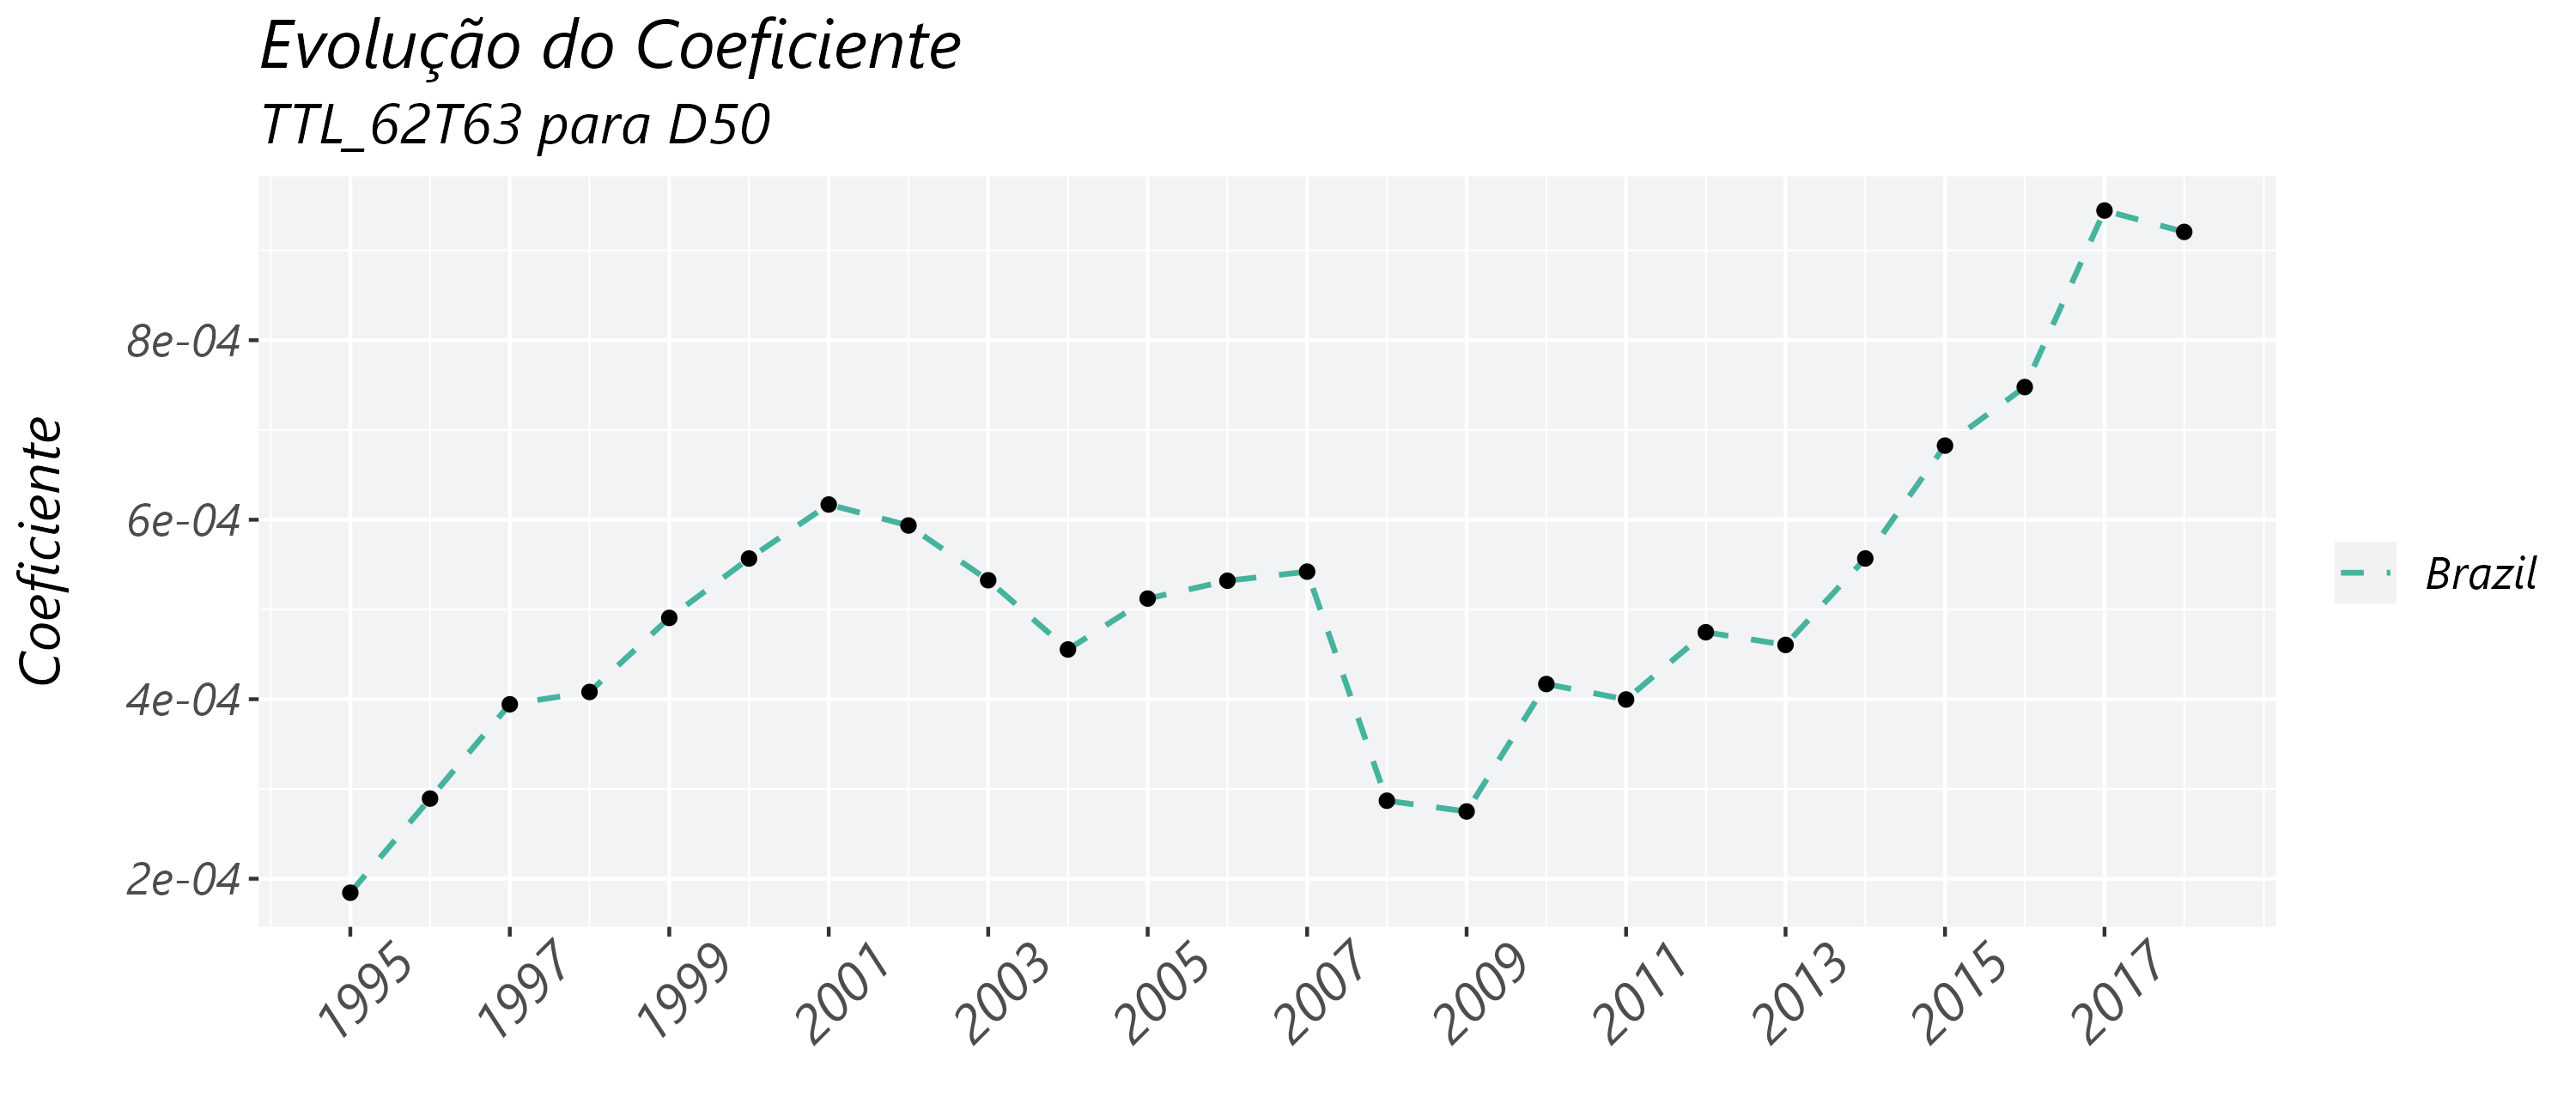 Evolução do Coeficiente
TTL_62T63 para D50
Coeficiente
8e-04
6e-04
4e-04
2e-04
1995
1997
1999
2001
2003
2005
2007
2009
2011
2013
2015
2017
Brazil